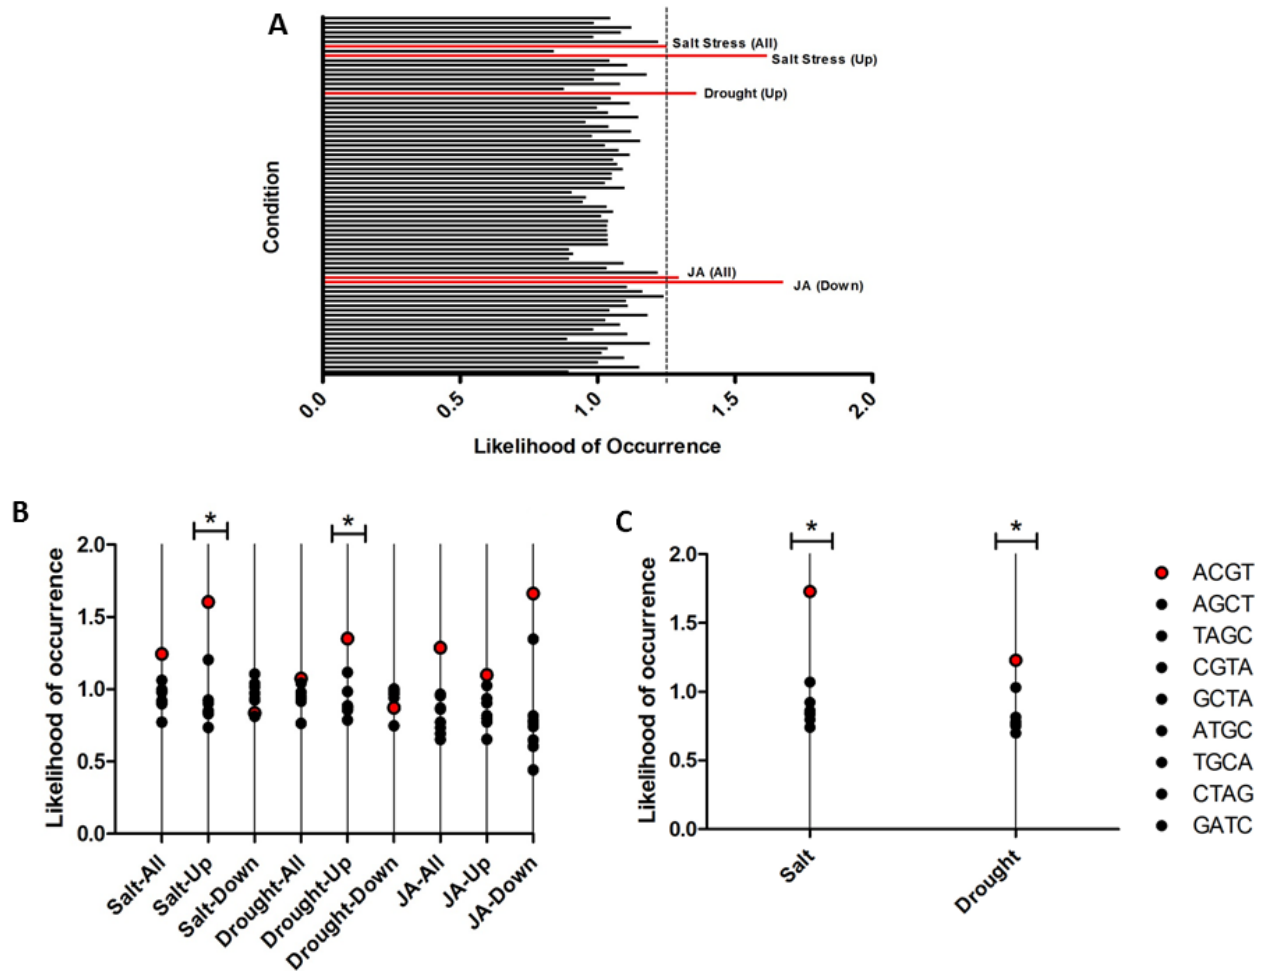 A
Salt Stress (All)
Salt Stress (Up)
Drought (Up)
Condition
JA (All)
JA (Down)
0.0 0.5 1.0 1.5 2.0
Likelihood of Occurrence
B
* *
Likelihood of occurrence
2.0
1.5
1.0
0.5
0.0
Salt-All
Salt-Up
Salt-Down
Drought-All
Drought-Up
Drought-Down
JA-All
JA-Up
JA-Down
C
* *
Likelihood of occurrence
2.0
1.5
1.0
0.5
0.0
Salt
Drought
ACGT
AGCT
TAGC
CGTA
GCTA
ATGC
TGCA
CTAG
GATC